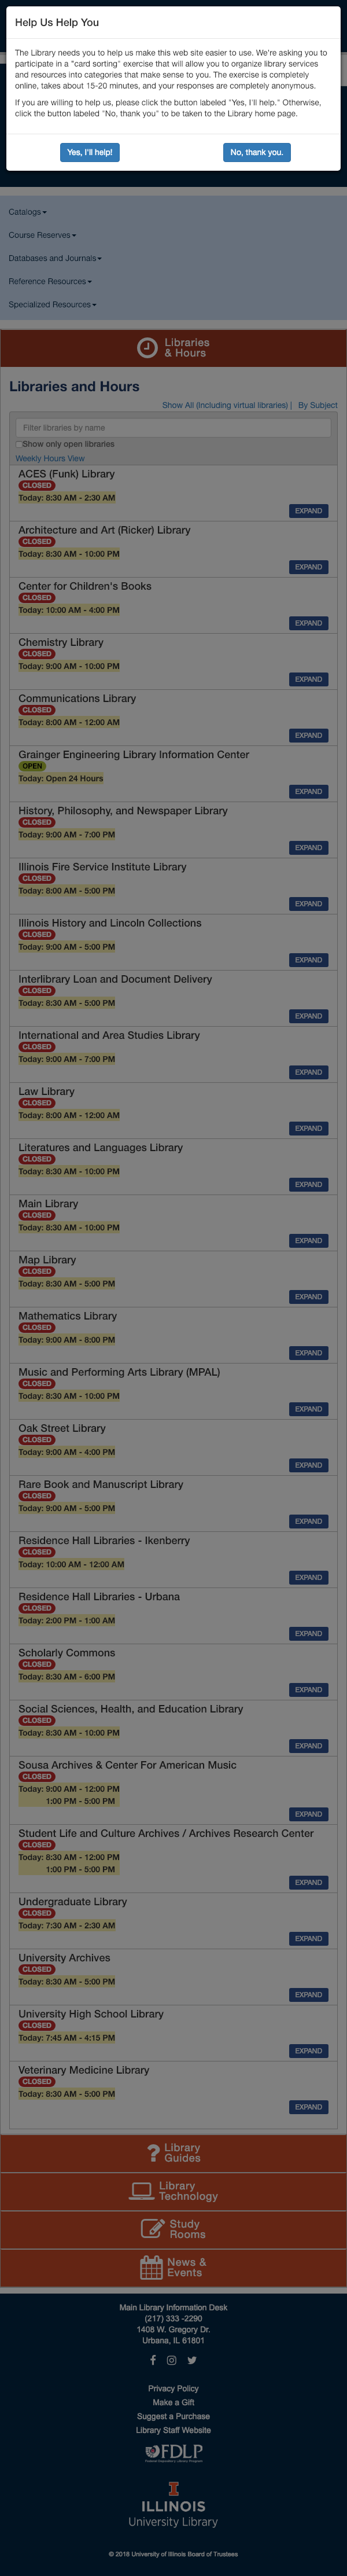 Help Us Help You
The Library needs you to help us make this web site easier to use. We're asking you to
participate in a "card sorting" exercise that will allow you to organize library services
and resources into categories that make sense to you. The exercise is completely
online, takes about 15-20 minutes, and your responses are completely anonymous.
If you are willing to help us, please click the button labeled "Yes, I'll help." Otherwise,
click the button labeled "No, thank you" to be taken to the Library home page.
Yes, I'll help!
No, thank you.
Catalogs
Course Reserves
Databases and Journals
Reference Resources
Specialized Resources
Libraries
& Hours
Libraries and Hours
Show All (Including virtual libraries) | By Subject
Filter libraries by name
Show only open libraries
Weekly Hours View
ACES (Funk) Library
CLOSED
Today: 8:30 AM - 2:30 AM
EXPAND
Architecture and Art (Ricker) Library
CLOSED
Today: 8:30 AM - 10:00 PM
EXPAND
Center for Children's Books
CLOSED
Today: 10:00 AM - 4:00 PM
EXPAND
Chemistry Library
CLOSED
Today: 9:00 AM - 10:00 PM
EXPAND
Communications Library
CLOSED
Today: 8:00 AM - 12:00 AM
EXPAND
Grainger Engineering Library Information Center
OPEN
Today: Open 24 Hours
EXPAND
History, Philosophy, and Newspaper Library
CLOSED
Today: 9:00 AM - 7:00 PM
EXPAND
Illinois Fire Service Institute Library
CLOSED
Today: 8:00 AM - 5:00 PM
EXPAND
Illinois History and Lincoln Collections
CLOSED
Today: 9:00 AM - 5:00 PM
EXPAND
Interlibrary Loan and Document Delivery
CLOSED
Today: 8:30 AM - 5:00 PM
EXPAND
International and Area Studies Library
CLOSED
Today: 9:00 AM - 7:00 PM
EXPAND
Law Library
CLOSED
Today: 8:00 AM - 12:00 AM
EXPAND
Literatures and Languages Library
CLOSED
Today: 8:30 AM - 10:00 PM
EXPAND
Main Library
CLOSED
Today: 8:30 AM - 10:00 PM
EXPAND
Map Library
CLOSED
Today: 8:30 AM - 5:00 PM
EXPAND
Mathematics Library
CLOSED
Today: 9:00 AM - 8:00 PM
EXPAND
Music and Performing Arts Library (MPAL)
CLOSED
Today: 8:30 AM - 10:00 PM
EXPAND
Oak Street Library
CLOSED
Today: 9:00 AM - 4:00 PM
EXPAND
Rare Book and Manuscript Library
CLOSED
Today: 9:00 AM - 5:00 PM
EXPAND
Residence Hall Libraries - Ikenberry
CLOSED
Today: 10:00 AM - 12:00 AM
EXPAND
Residence Hall Libraries - Urbana
CLOSED
Today: 2:00 PM - 1:00 AM
EXPAND
Scholarly Commons
CLOSED
Today: 8:30 AM - 6:00 PM
EXPAND
Social Sciences, Health, and Education Library
CLOSED
Today: 8:30 AM - 10:00 PM
EXPAND
Sousa Archives & Center For American Music
CLOSED
Today: 9:00 AM - 12:00 PM
1:00 PM - 5:00 PM
EXPAND
Student Life and Culture Archives / Archives Research Center
CLOSED
Today: 8:30 AM - 12:00 PM
1:00 PM - 5:00 PM
EXPAND
Undergraduate Library
CLOSED
Today: 7:30 AM - 2:30 AM
EXPAND
University Archives
CLOSED
Today: 8:30 AM - 5:00 PM
EXPAND
University High School Library
CLOSED
Today: 7:45 AM - 4:15 PM
EXPAND
Veterinary Medicine Library
CLOSED
Today: 8:30 AM - 5:00 PM
EXPAND
Library
Guides
Library
Technology
Study
Rooms
News &
Events
Main Library Information Desk
(217) 333 -2290
1408 W. Gregory Dr.
Urbana, IL 61801
Privacy Policy
Make a Gift
Suggest a Purchase
Library Staff Website
FDLP
Federal Depository Library Program
ILLINOIS
University Library
© 2018 University of Illinois Board of Trustees